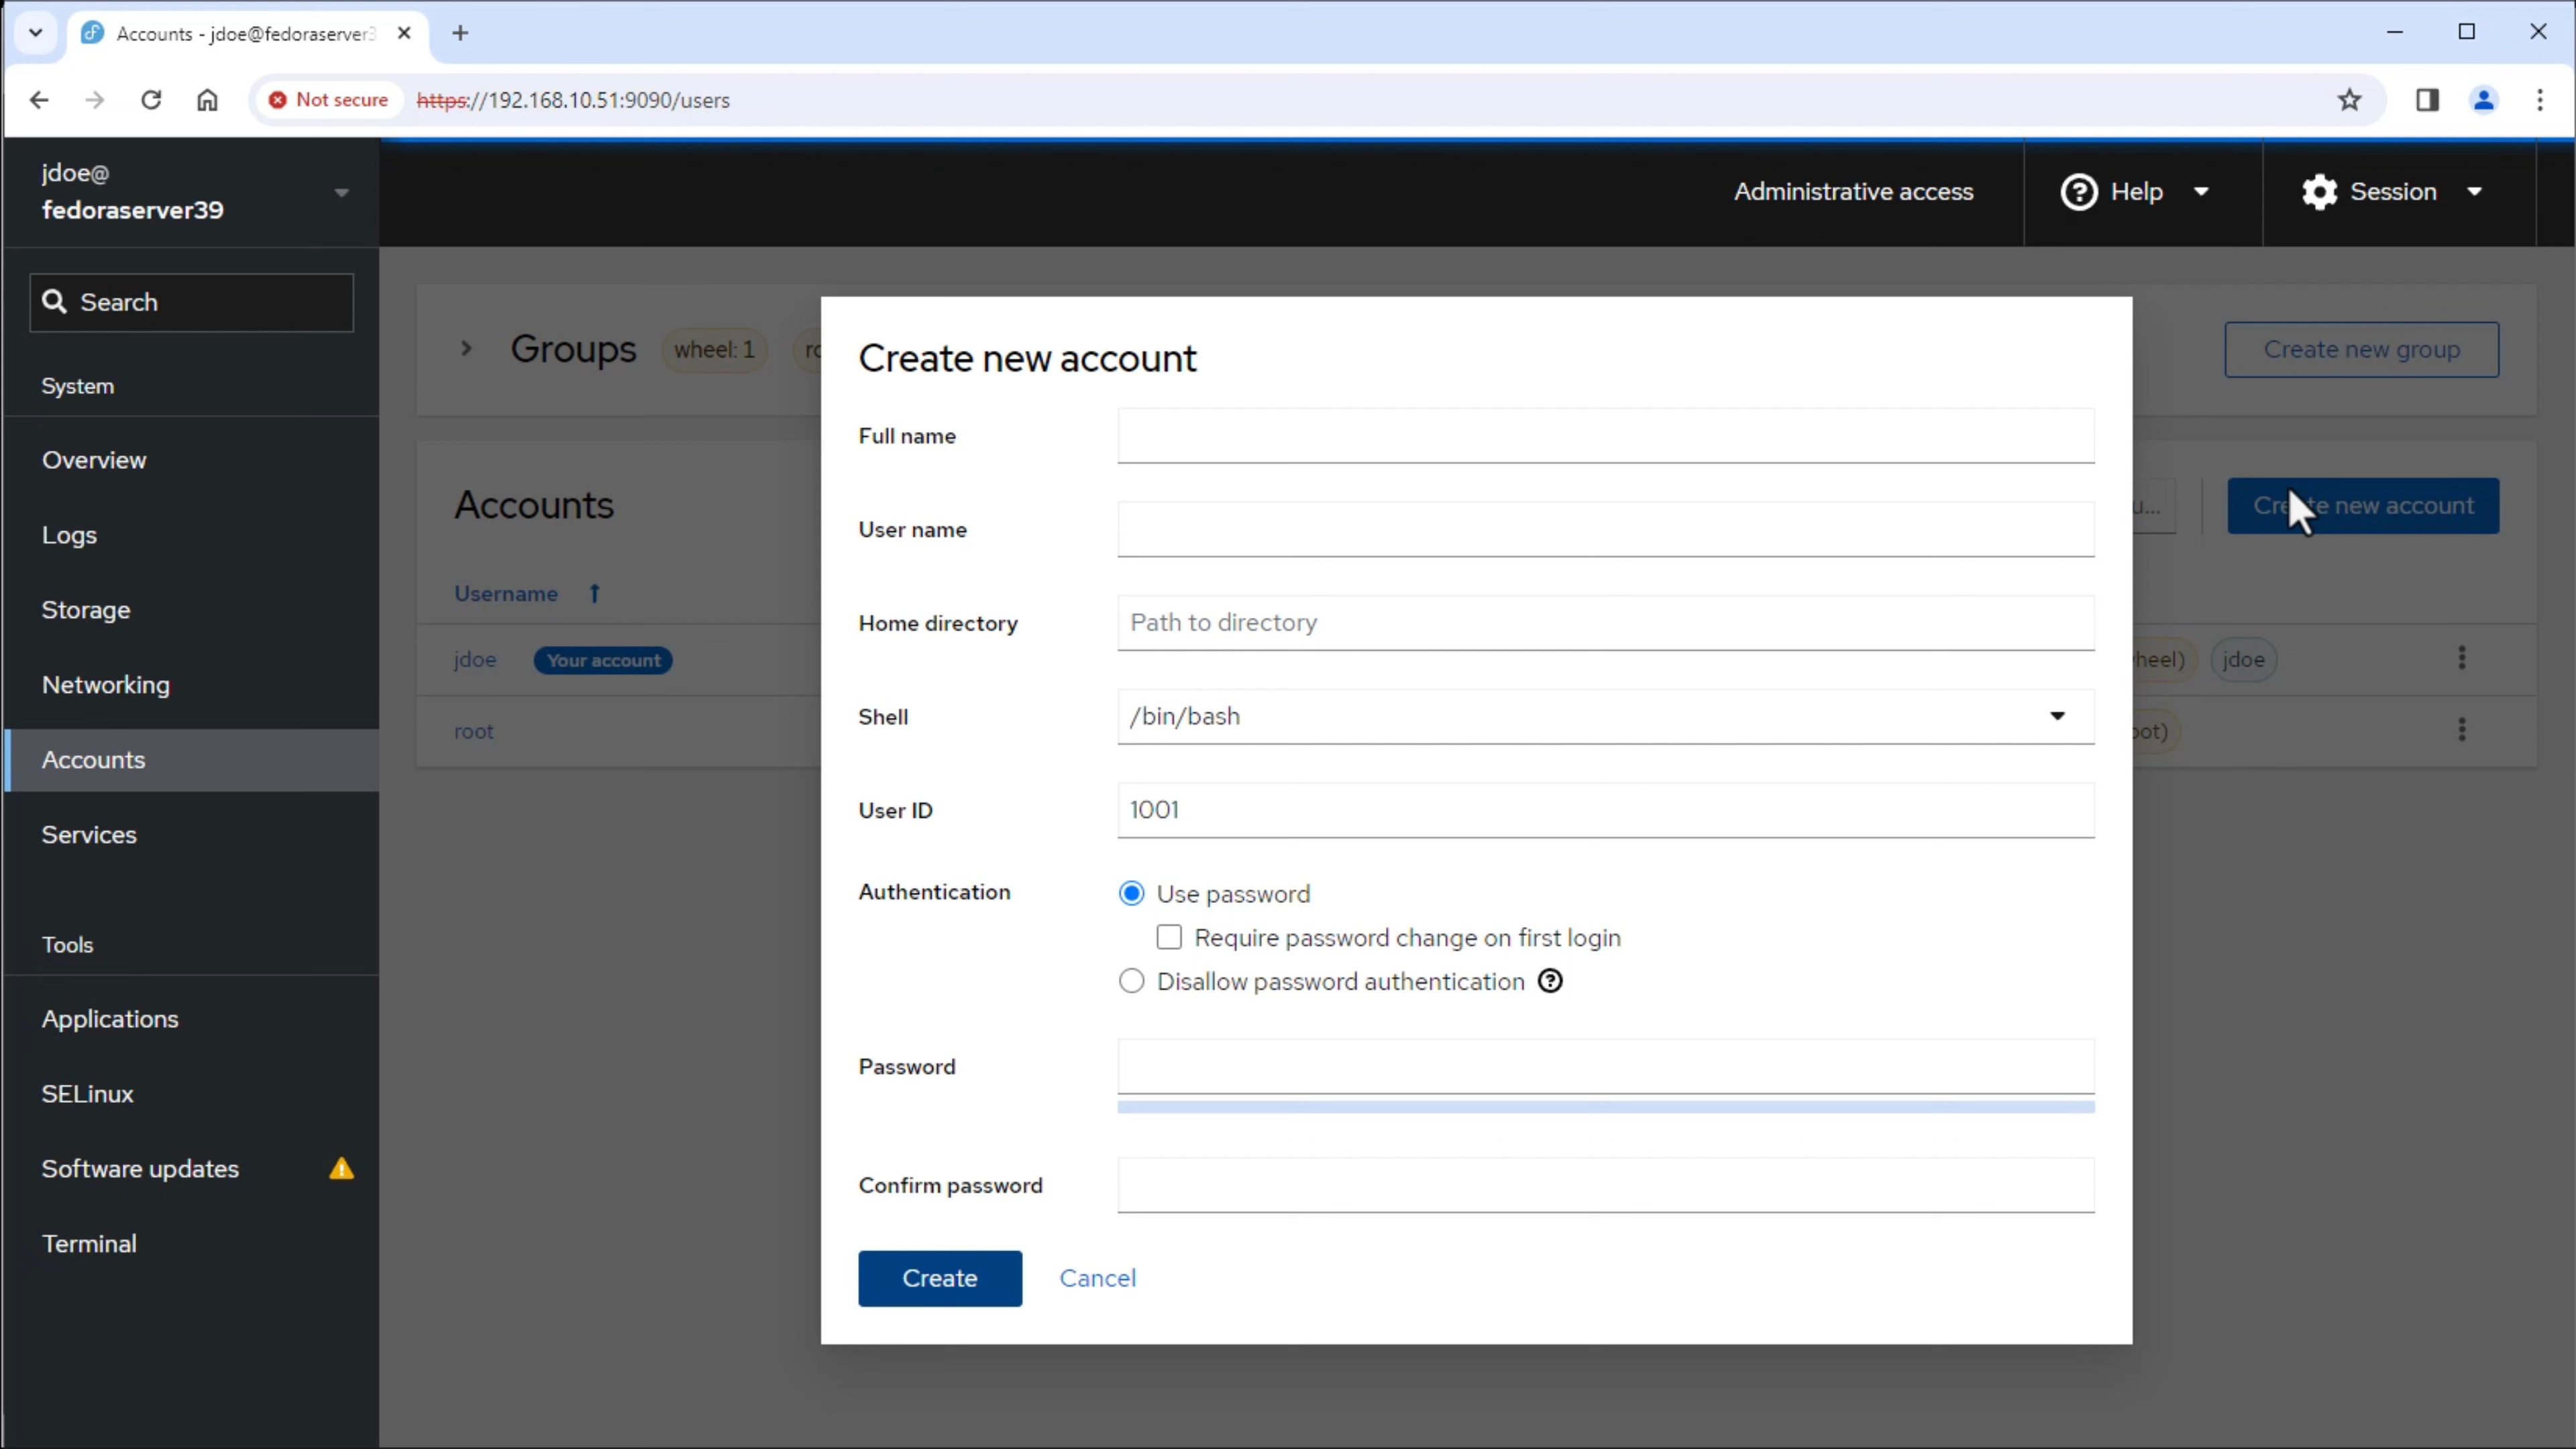 Accounts - jdoe@fedoraserver3
Not secure
https://192.168.10.51:9090/users
jdoe@
fedoraserver39
Administrative access
Help
Session
Search
System
Overview
Logs
Storage
Networking
Accounts
Services
Tools
Applications
SELinux
Software updates
Terminal
Groups
wheel: 1
Create new group
Accounts
Create new account
Username
jdoe
Your account
heel)
jdoe
root
oot)
Create new account
Full name
User name
Home directory
Path to directory
Shell
/bin/bash
User ID
1001
Authentication
Use password
Require password change on first login
Disallow password authentication
Password
Confirm password
Create
Cancel